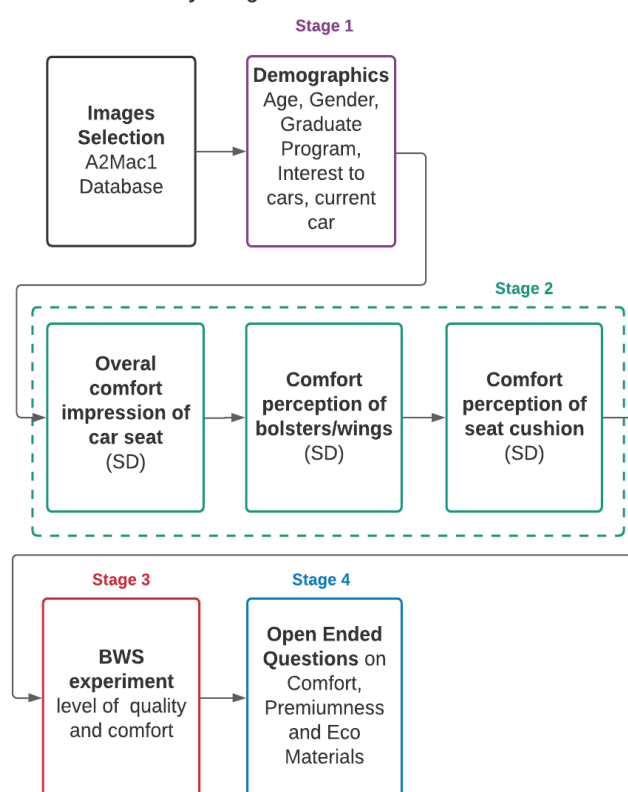 Stage 1
Images
Selection
A2Mac1
Database
Demographics
Age, Gender,
Graduate
Program,
Interest to
cars, current
car
Stage 2
Overal
comfort
impression of
car seat
(SD)
Comfort
perception of
bolsters/wings
(SD)
Comfort
perception of
seat cushion
(SD)
Stage 3
BWS
experiment
level of quality
and comfort
Stage 4
Open Ended
Questions on
Comfort,
Premiumness
and Eco
Materials